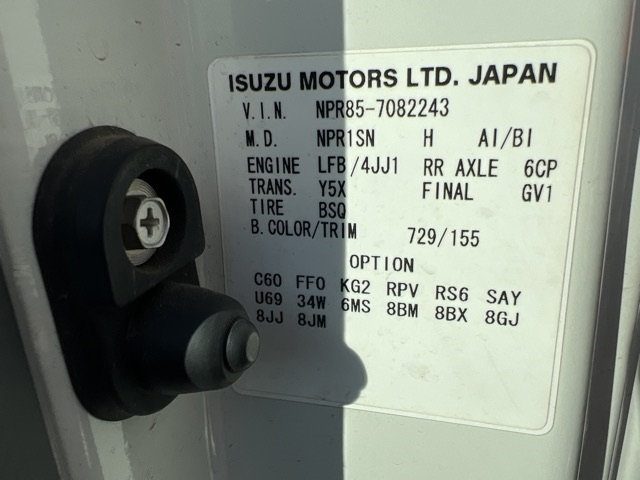 ISUZU MOTORS LTD. JAPAN
V.I.N. NPR85-7082243
M.D. NPR1SN H AI/BI
ENGINE LFB/4JJ1 RR AXLE 6CP
TRANS. Y5X FINAL GV1
TIRE BSQ
B.COLOR/TRIM 729/155
OPTION
C60 FF0 KG2 RPV RS6 SAY
U69 34W 6MS 8BM 8BX 8GJ
8JJ 8JM